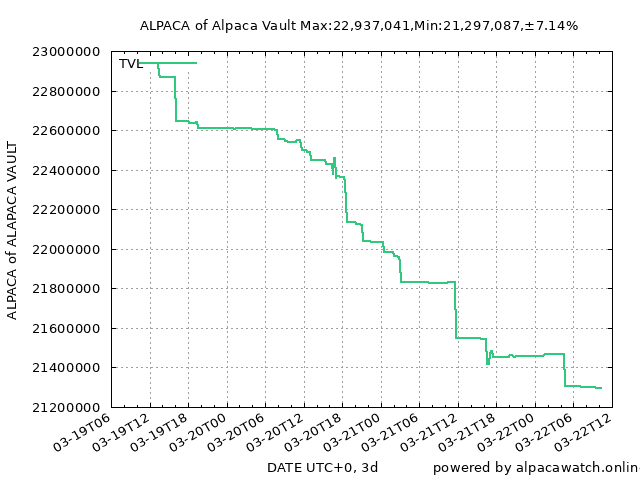 ALPACA of Alpaca Vault Max:22,937,041,Min:21,297,087,±7.14%
TVL
ALPACA of ALAPACA VAULT
23000000
22800000
22600000
22400000
22200000
22000000
21800000
21600000
21400000
21200000
03-19T06
03-19T12
03-19T18
03-20T00
03-20T06
03-20T12
03-20T18
03-21T00
03-21T06
03-21T12
03-21T18
03-22T00
03-22T06
03-22T12
DATE UTC+0, 3d
powered by alpacawatch.online